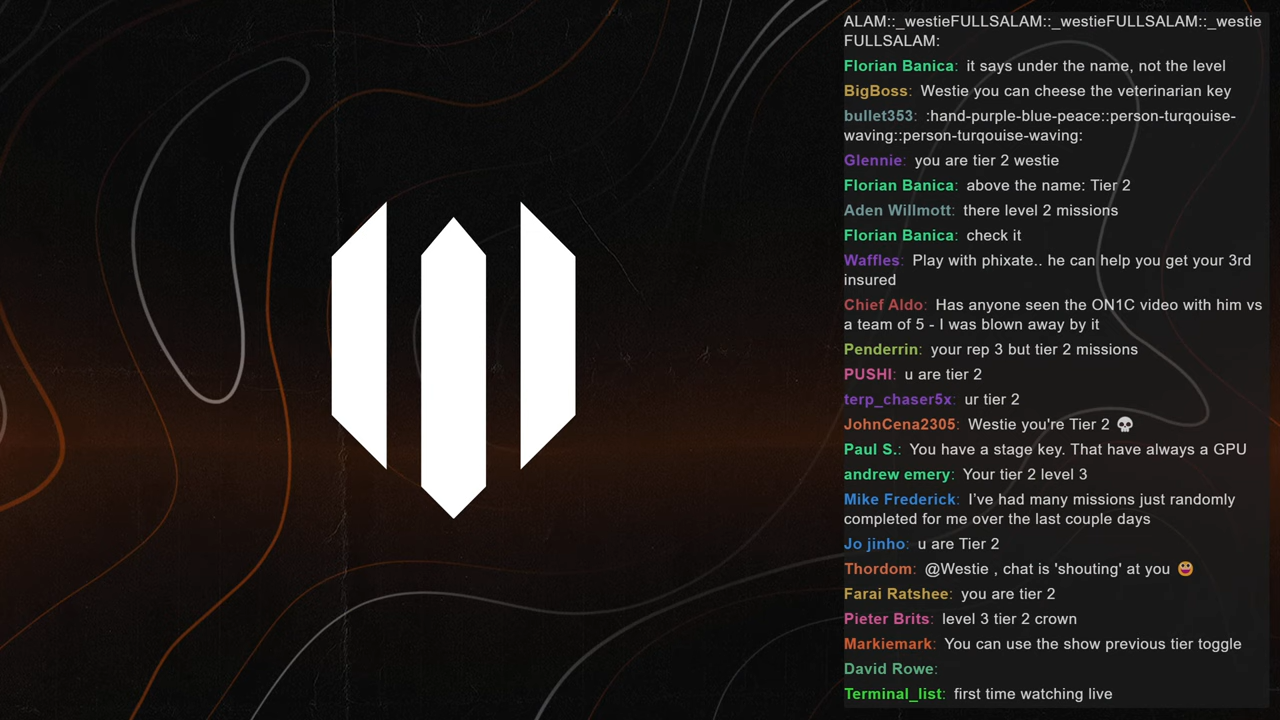 ALAM::_westieFULLSALAM::_westieFULLSALAM::_westie
FULLSALAM:
Florian Banica: it says under the name, not the level
BigBoss: Westie you can cheese the veterinarian key
bullet353: :hand-purple-blue-peace::person-turqouise-
waving::person-turqouise-waving:
Glennie: you are tier 2 westie
Florian Banica: above the name: Tier 2
Aden Willmott: there level 2 missions
Florian Banica: check it
Waffles: Play with phixate.. he can help you get your 3rd
insured
Chief Aldo: Has anyone seen the ON1C video with him vs
a team of 5 - I was blown away by it
Penderrin: your rep 3 but tier 2 missions
PUSHI: u are tier 2
terp_chaser5x: ur tier 2
JohnCena2305: Westie you're Tier 2 💀
Paul S.: You have a stage key. That have always a GPU
andrew emery: Your tier 2 level 3
Mike Frederick: I’ve had many missions just randomly
completed for me over the last couple days
Jo jinho: u are Tier 2
Thordom: @Westie , chat is 'shouting' at you 😀
Farai Ratshee: you are tier 2
Pieter Brits: level 3 tier 2 crown
Markiemark: You can use the show previous tier toggle
David Rowe:
Terminal_list: first time watching live